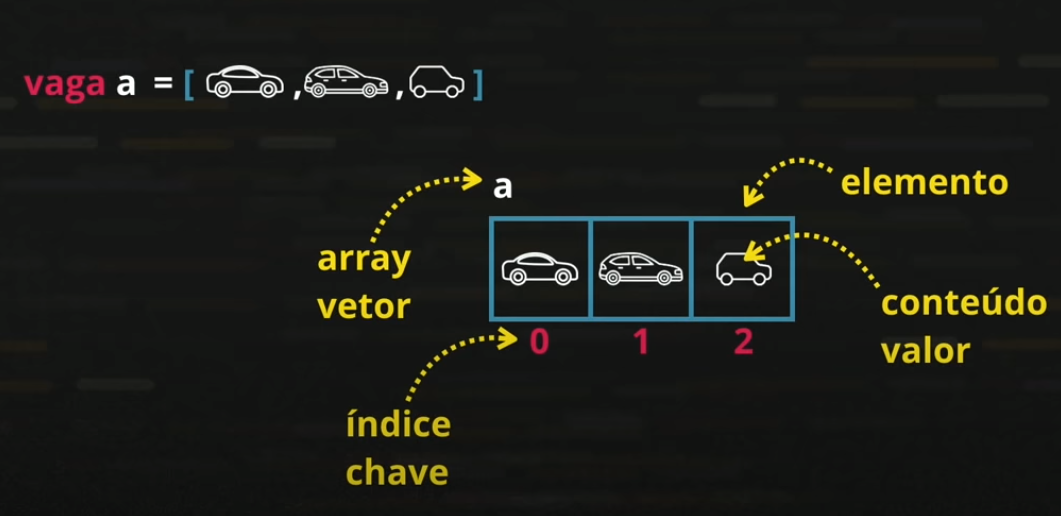 vaga a = [ , , ]
a
elemento
array
vetor
conteúdo
valor
0 1 2
índice
chave